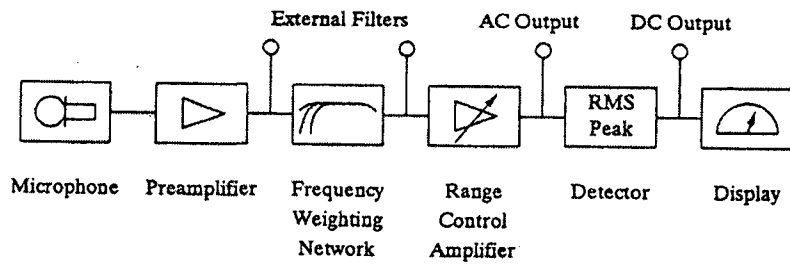 External Filters
AC Output
DC Output
RMS
Peak
Microphone
Preamplifier
Frequency
Weighting
Network
Range
Control
Amplifier
Detector
Display